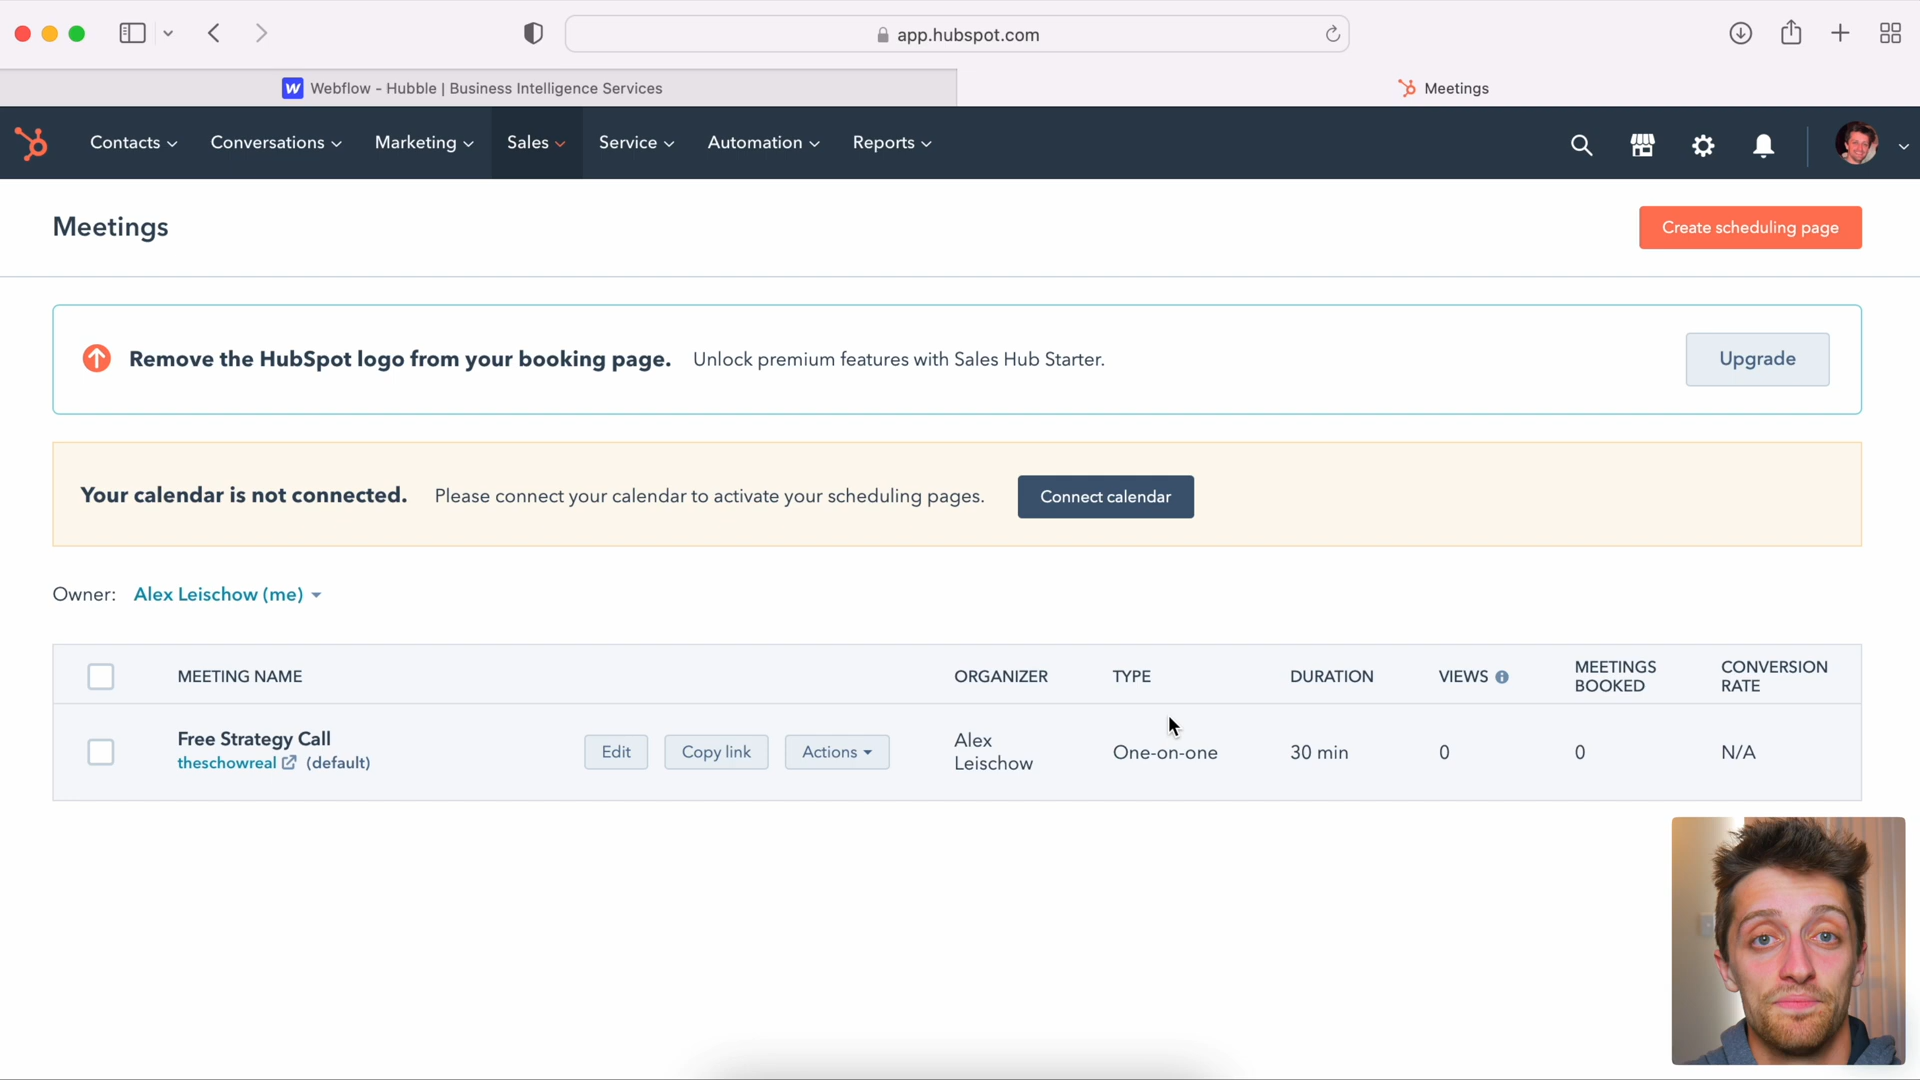 app.hubspot.com
W Webflow - Hubble | Business Intelligence Services
Meetings
Contacts Conversations Marketing Sales Service Automation Reports
Meetings
Create scheduling page
Remove the HubSpot logo from your booking page. Unlock premium features with Sales Hub Starter. Upgrade
Your calendar is not connected. Please connect your calendar to activate your scheduling pages. Connect calendar
Owner: Alex Leischow (me)
MEETING NAME ORGANIZER TYPE DURATION VIEWS MEETINGS BOOKED CONVERSION RATE
Free Strategy Call
theschowreal (default)
Edit Copy link Actions
Alex
Leischow
One-on-one 30 min 0 0 N/A